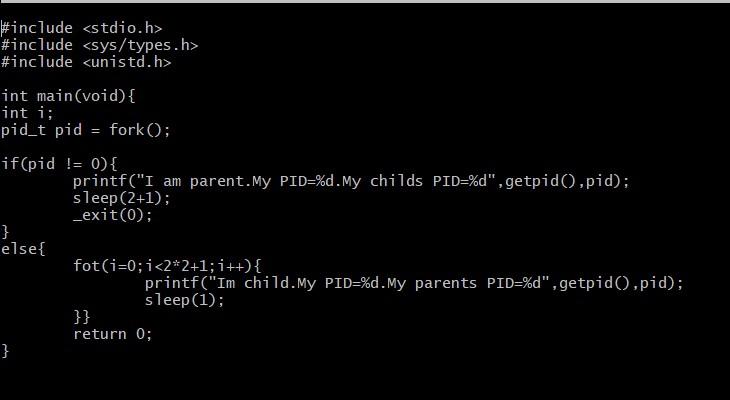 #include <stdio.h>
#include <sys/types.h>
#include <unistd.h>

int main(void){
int i;
pid_t pid = fork();

if(pid != 0){
        printf("I am parent.My PID=%d.My childs PID=%d",getpid(),pid);
        sleep(2+1);
        _exit(0);
}
else{
        fot(i=0;i<2*2+1;i++){
                printf("Im child.My PID=%d.My parents PID=%d",getpid(),pid);
                sleep(1);
        }}
        return 0;
}